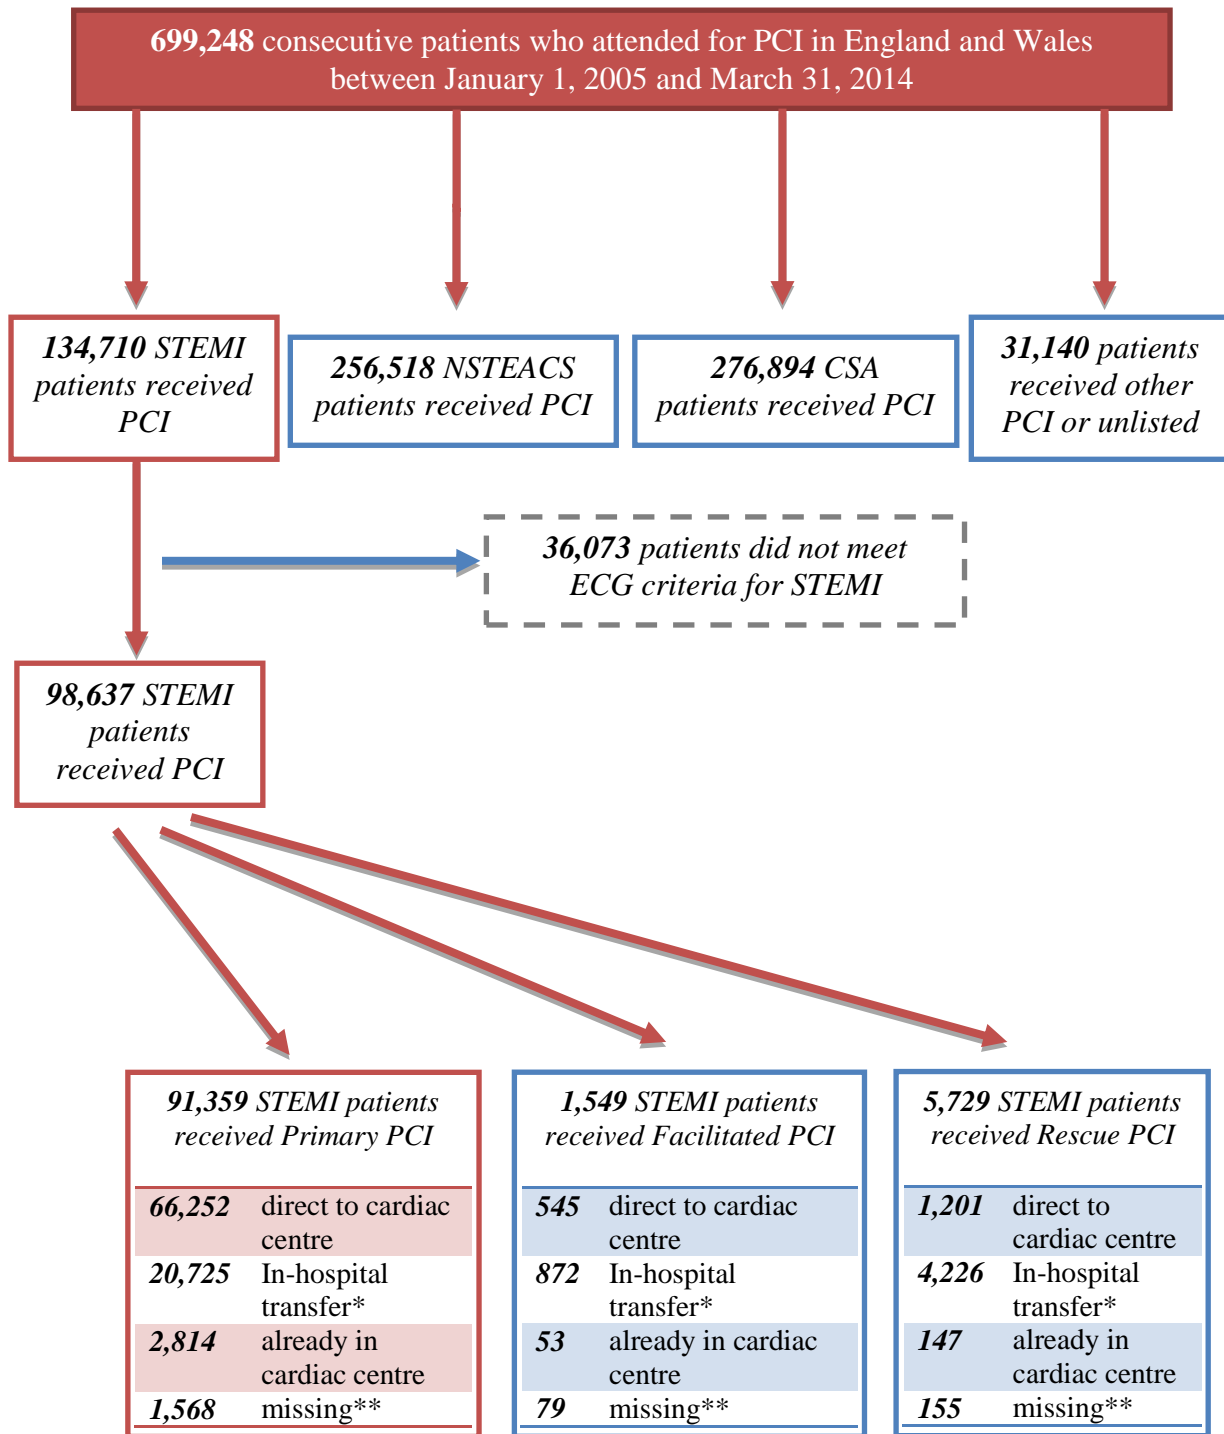 699,248 consecutive patients who attended for PCI in England and Wales
between January 1, 2005 and March 31, 2014
134,710 STEMI
patients received
PCI
256,518 NSTEACS
patients received PCI
276,894 CSA
patients received PCI
31,140 patients
received other
PCI or unlisted
36,073 patients did not meet
ECG criteria for STEMI
98,637 STEMI
patients
received PCI
91,359 STEMI patients
received Primary PCI
66,252 direct to cardiac
centre
20,725 In-hospital
transfer*
2,814 already in
cardiac centre
1,568 missing**
1,549 STEMI patients
received Facilitated PCI
545 direct to cardiac
centre
872 In-hospital
transfer*
53 already in cardiac
centre
79 missing**
5,729 STEMI patients
received Rescue PCI
1,201 direct to
cardiac centre
4,226 In-hospital
transfer*
147 already in
cardiac centre
155 missing**